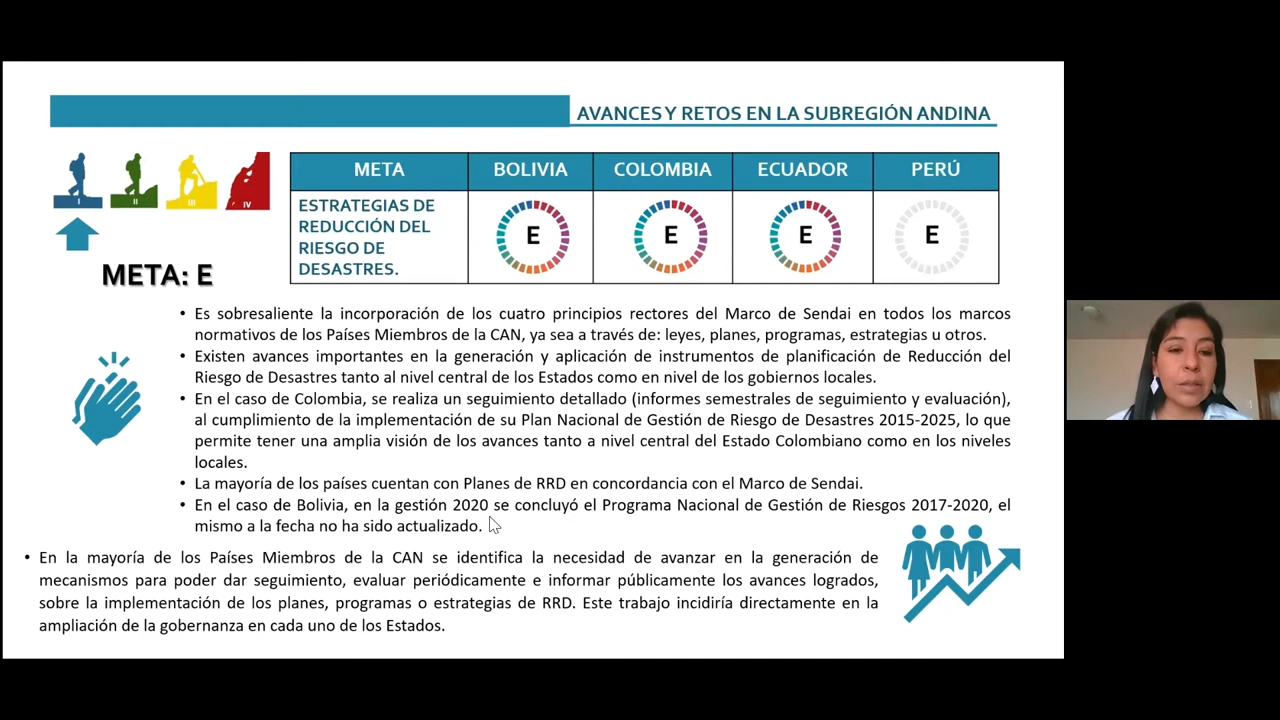 AVANCES Y RETOS EN LA SUBREGIÓN ANDINA
I II III IV
META: E
META BOLIVIA COLOMBIA ECUADOR PERÚ
ESTRATEGIAS DE
REDUCCIÓN DEL
RIESGO DE
DESASTRES.
E E E E
• Es sobresaliente la incorporación de los cuatro principios rectores del Marco de Sendai en todos los marcos
normativos de los Países Miembros de la CAN, ya sea a través de: leyes, planes, programas, estrategias u otros.
• Existen avances importantes en la generación y aplicación de instrumentos de planificación de Reducción del
Riesgo de Desastres tanto al nivel central de los Estados como en nivel de los gobiernos locales.
• En el caso de Colombia, se realiza un seguimiento detallado (informes semestrales de seguimiento y evaluación),
al cumplimiento de la implementación de su Plan Nacional de Gestión de Riesgo de Desastres 2015-2025, lo que
permite tener una amplia visión de los avances tanto a nivel central del Estado Colombiano como en los niveles
locales.
• La mayoría de los países cuentan con Planes de RRD en concordancia con el Marco de Sendai.
• En el caso de Bolivia, en la gestión 2020 se concluyó el Programa Nacional de Gestión de Riesgos 2017-2020, el
mismo a la fecha no ha sido actualizado.
• En la mayoría de los Países Miembros de la CAN se identifica la necesidad de avanzar en la generación de
mecanismos para poder dar seguimiento, evaluar periódicamente e informar públicamente los avances logrados,
sobre la implementación de los planes, programas o estrategias de RRD. Este trabajo incidiría directamente en la
ampliación de la gobernanza en cada uno de los Estados.